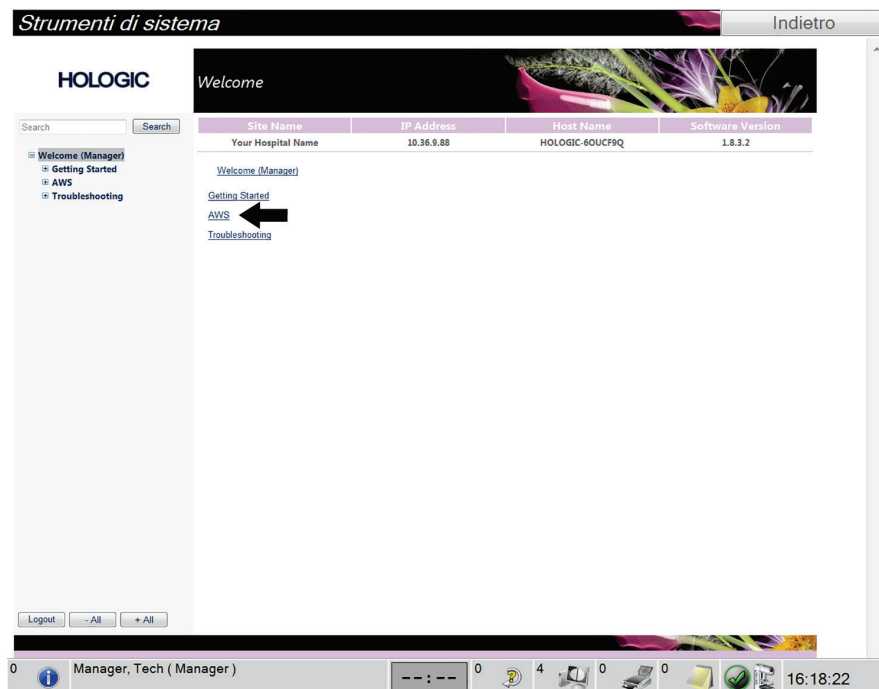 Strumenti di sistema
Indietro
HOLOGIC
Welcome
Search
Search
Site Name IP Address Host Name Software Version
Your Hospital Name 10.36.9.88 HOLOGIC-6OUCF9Q 1.8.3.2
Welcome (Manager)
Getting Started
AWS
Troubleshooting
Welcome (Manager)
Getting Started
AWS
Troubleshooting
Logout - All + All
0 Manager, Tech ( Manager ) --:-- 0 4 0 0 16:18:22